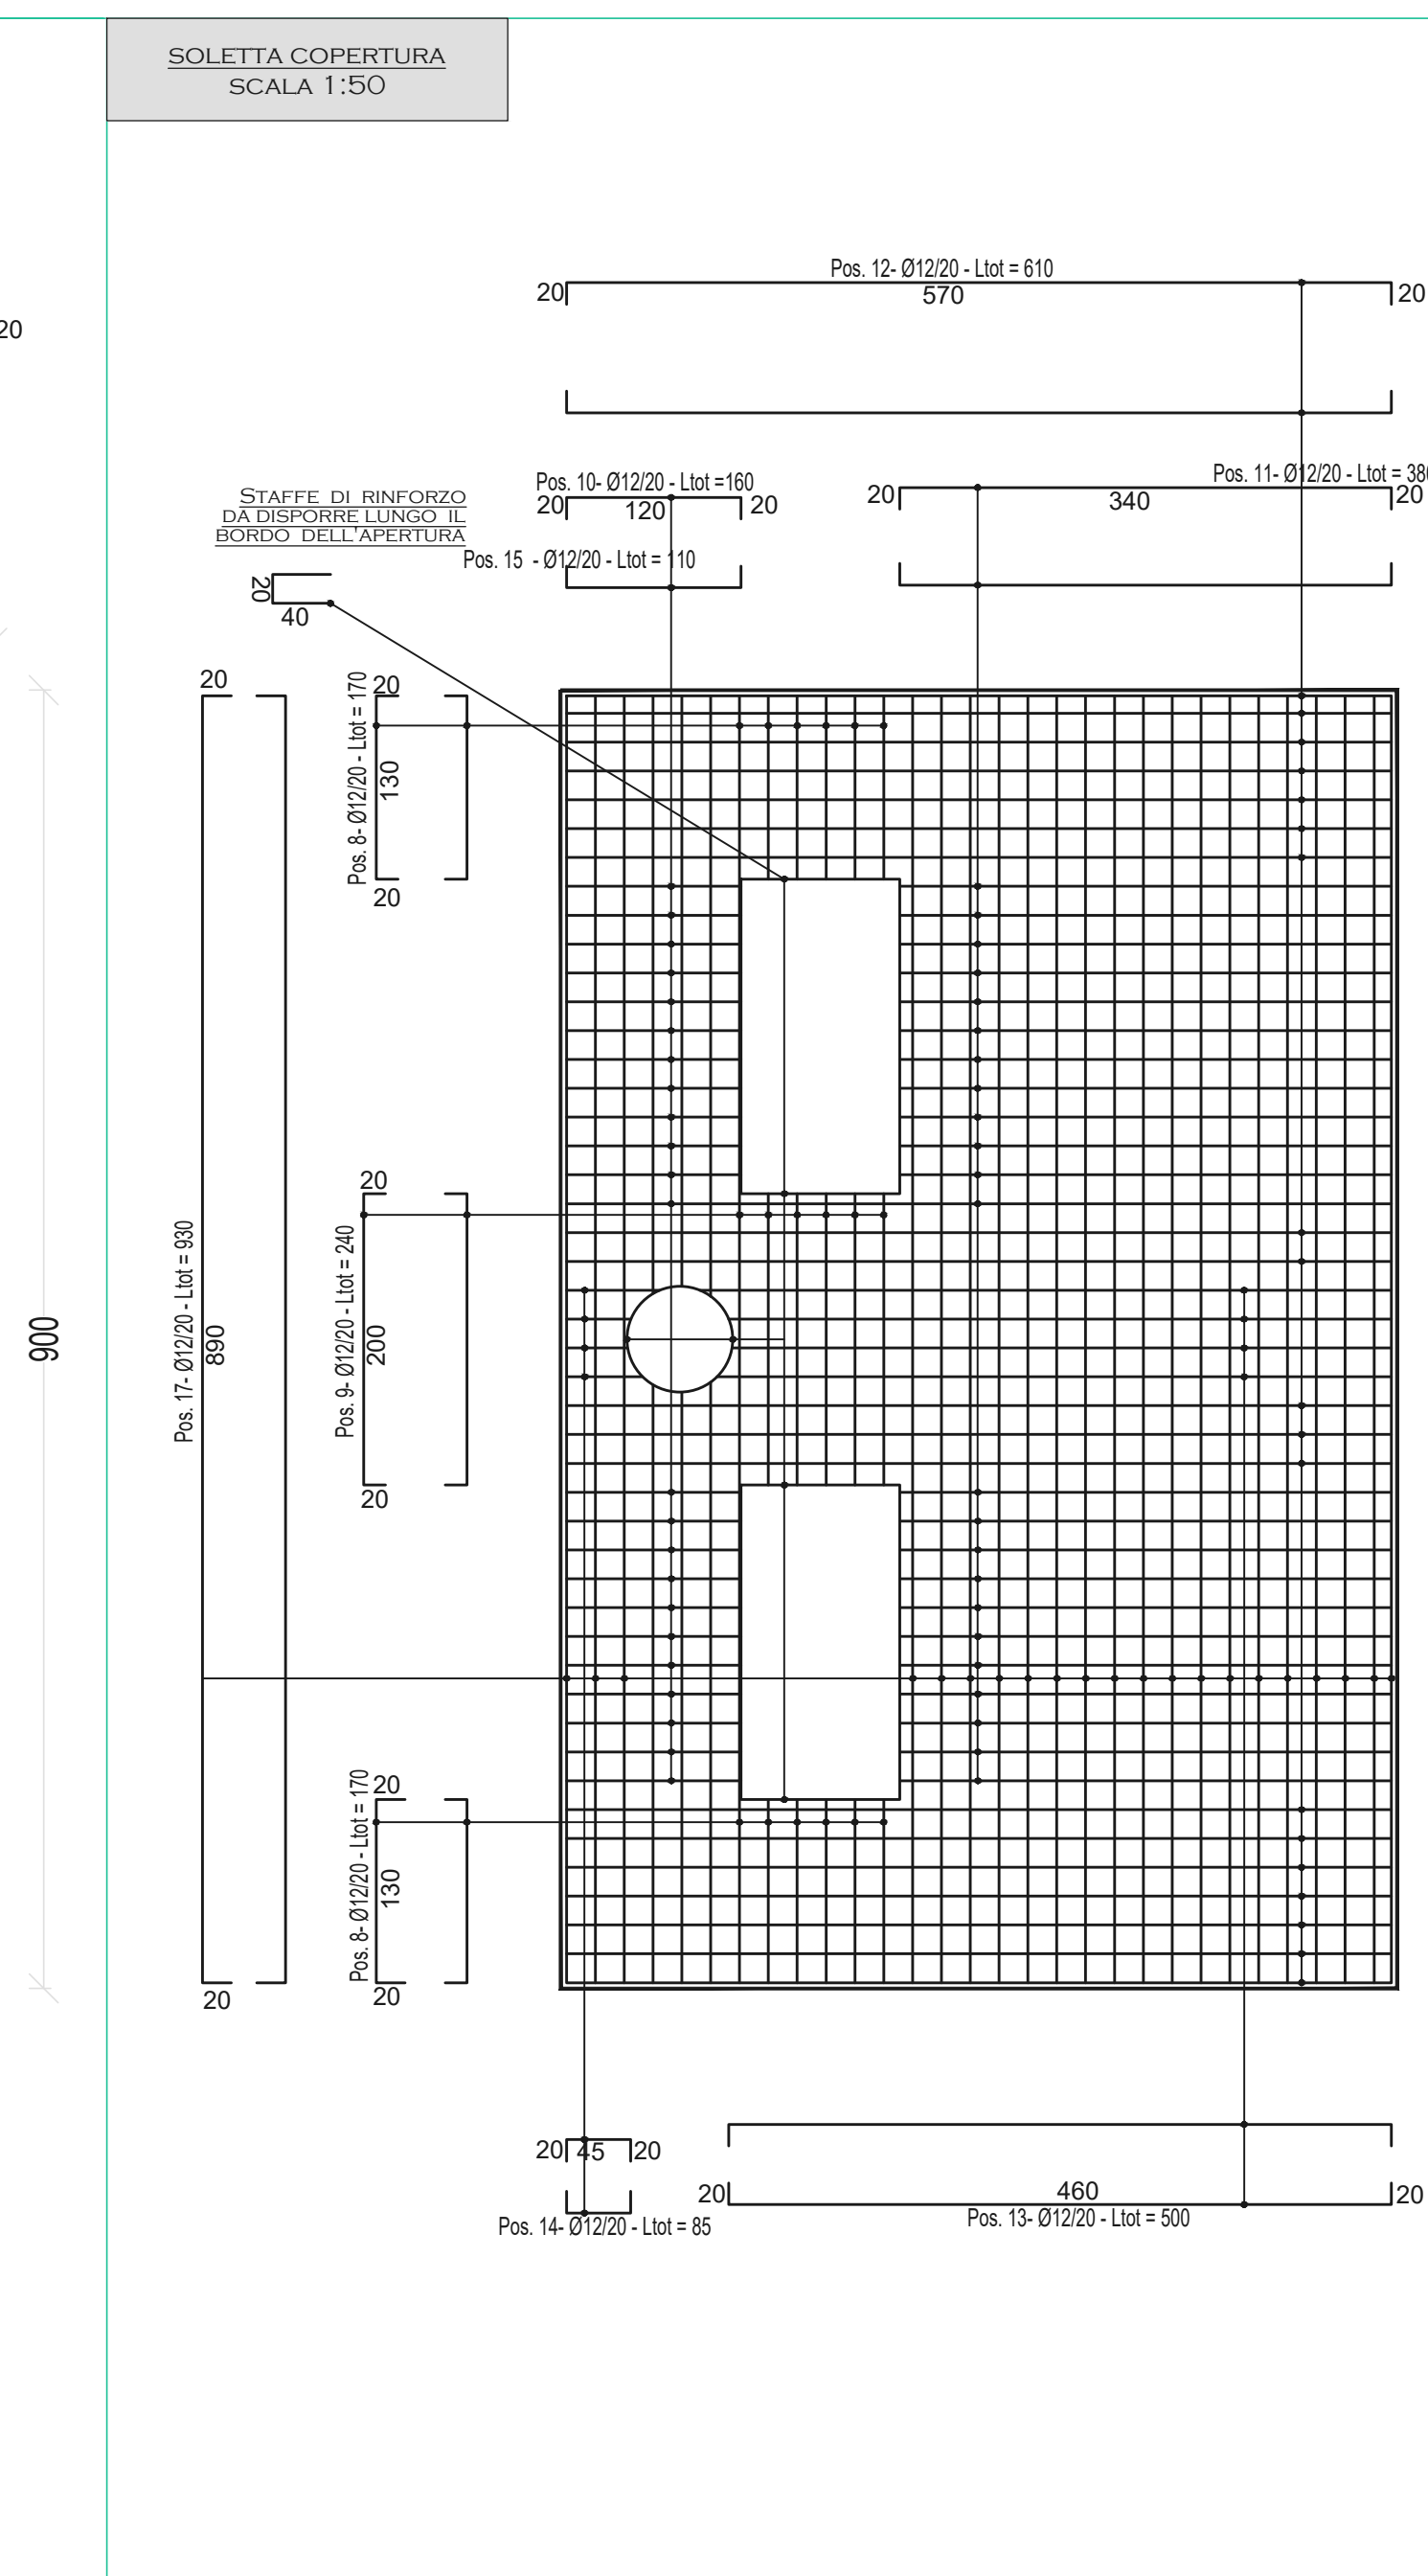 SOLETTA COPERTURA
SCALA 1:50
Pos. 12- Ø12/20 - Ltot = 610
20
570
20
20
Pos. 10- Ø12/20 - Ltot =160
20
120
20
Pos. 11- Ø12/20 - Ltot = 380
20
340
20
STAFFE DI RINFORZO
DA DISPORRE LUNGO IL
BORDO DELL'APERTURA
Pos. 15 - Ø12/20 - Ltot = 110
20
40
20
Pos. 8- Ø12/20 - Ltot = 170
20
130
20
20
Pos. 9- Ø12/20 - Ltot = 240
200
20
Pos. 17- Ø12/20 - Ltot = 930
890
20
900
Pos. 8- Ø12/20 - Ltot = 170
20
130
20
20
45
20
Pos. 14- Ø12/20 - Ltot = 85
20
460
20
Pos. 13- Ø12/20 - Ltot = 500